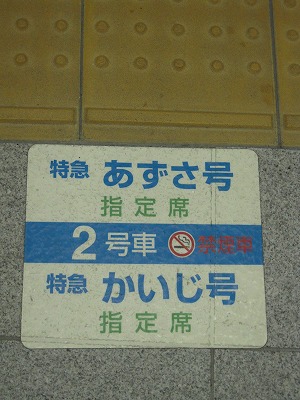 特急 あずさ号
指定席
2号車 禁煙車
特急 かいじ号
指定席